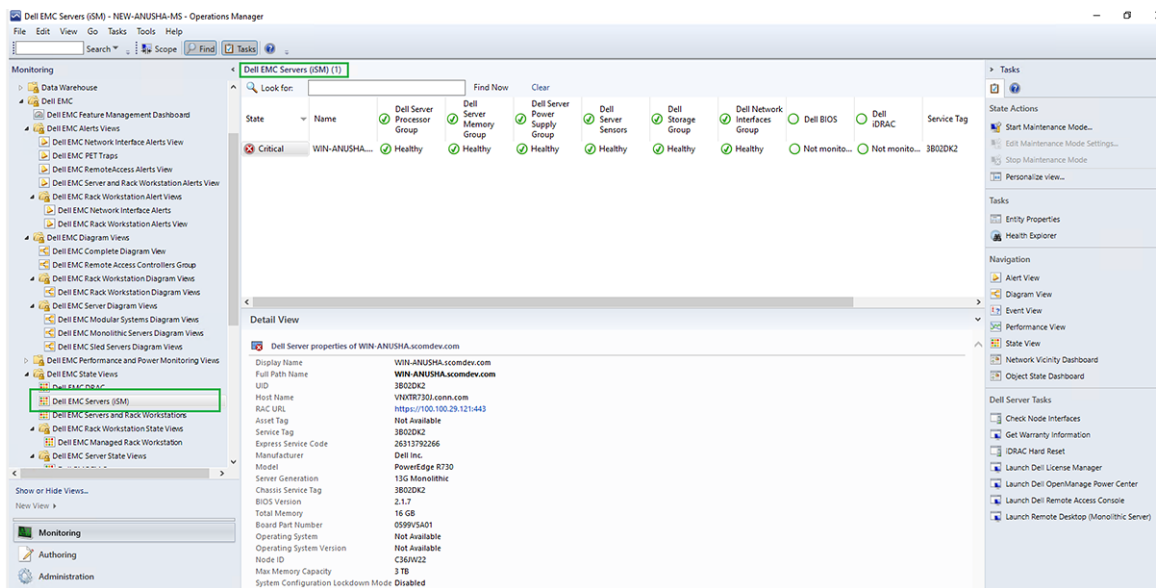 Dell EMC Servers (iSM) - NEW-ANUSHA-MS - Operations Manager
File Edit View Go Tasks Tools Help
Search Scope Find Tasks
Monitoring
Data Warehouse
Dell EMC
Dell EMC Feature Management Dashboard
Dell EMC Alerts Views
Dell EMC Network Interface Alerts View
Dell EMC PET Traps
Dell EMC RemoteAccess Alerts View
Dell EMC Server and Rack Workstation Alerts View
Dell EMC Rack Workstation Alert Views
Dell EMC Network Interface Alerts
Dell EMC Rack Workstation Alerts View
Dell EMC Diagram Views
Dell EMC Complete Diagram View
Dell EMC Remote Access Controllers Group
Dell EMC Rack Workstation Diagram Views
Dell EMC Rack Workstation Diagram Views
Dell EMC Server Diagram Views
Dell EMC Modular Systems Diagram Views
Dell EMC Monolithic Servers Diagram Views
Dell EMC Sled Servers Diagram Views
Dell EMC Performance and Power Monitoring Views
Dell EMC State Views
Dell EMC DRAC
Dell EMC Servers (iSM)
Dell EMC Servers and Rack Workstations
Dell EMC Rack Workstation State Views
Dell EMC Managed Rack Workstation
Dell EMC Server State Views
Show or Hide Views...
New View
Monitoring
Authoring
Administration
Dell EMC Servers (iSM) (1)
Look for: Find Now Clear
State Name Dell Server Processor Group Dell Server Memory Group Dell Server Power Supply Group Dell Server Sensors Dell Storage Group Dell Network Interfaces Group Dell BIOS Dell iDRAC Service Tag
Critical WIN-ANUSHA.... Healthy Healthy Healthy Healthy Healthy Healthy Not monito... Not monito... 3B02DK2
Detail View
Dell Server properties of WIN-ANUSHA.scomdev.com
Display Name WIN-ANUSHA.scomdev.com
Full Path Name WIN-ANUSHA.scomdev.com
UID 3B02DK2
Host Name VNXTR730J.conn.com
RAC URL https://100.100.29.121:443
Asset Tag Not Available
Service Tag 3B02DK2
Express Service Code 26313792266
Manufacturer Dell Inc.
Model PowerEdge R730
Server Generation 13G Monolithic
Chassis Service Tag 3B02DK2
BIOS Version 2.1.7
Total Memory 16 GB
Board Part Number 0599V5A01
Operating System Not Available
Operating System Version Not Available
Node ID C36JW22
Max Memory Capacity 3 TB
System Configuration Lockdown Mode Disabled
Tasks
State Actions
Start Maintenance Mode...
Edit Maintenance Mode Settings...
Stop Maintenance Mode
Personalize view...
Tasks
Entity Properties
Health Explorer
Navigation
Alert View
Diagram View
Event View
Performance View
State View
Network Vicinity Dashboard
Object State Dashboard
Dell Server Tasks
Check Node Interfaces
Get Warranty Information
iDRAC Hard Reset
Launch Dell License Manager
Launch Dell OpenManage Power Center
Launch Dell Remote Access Console
Launch Remote Desktop (Monolithic Server)